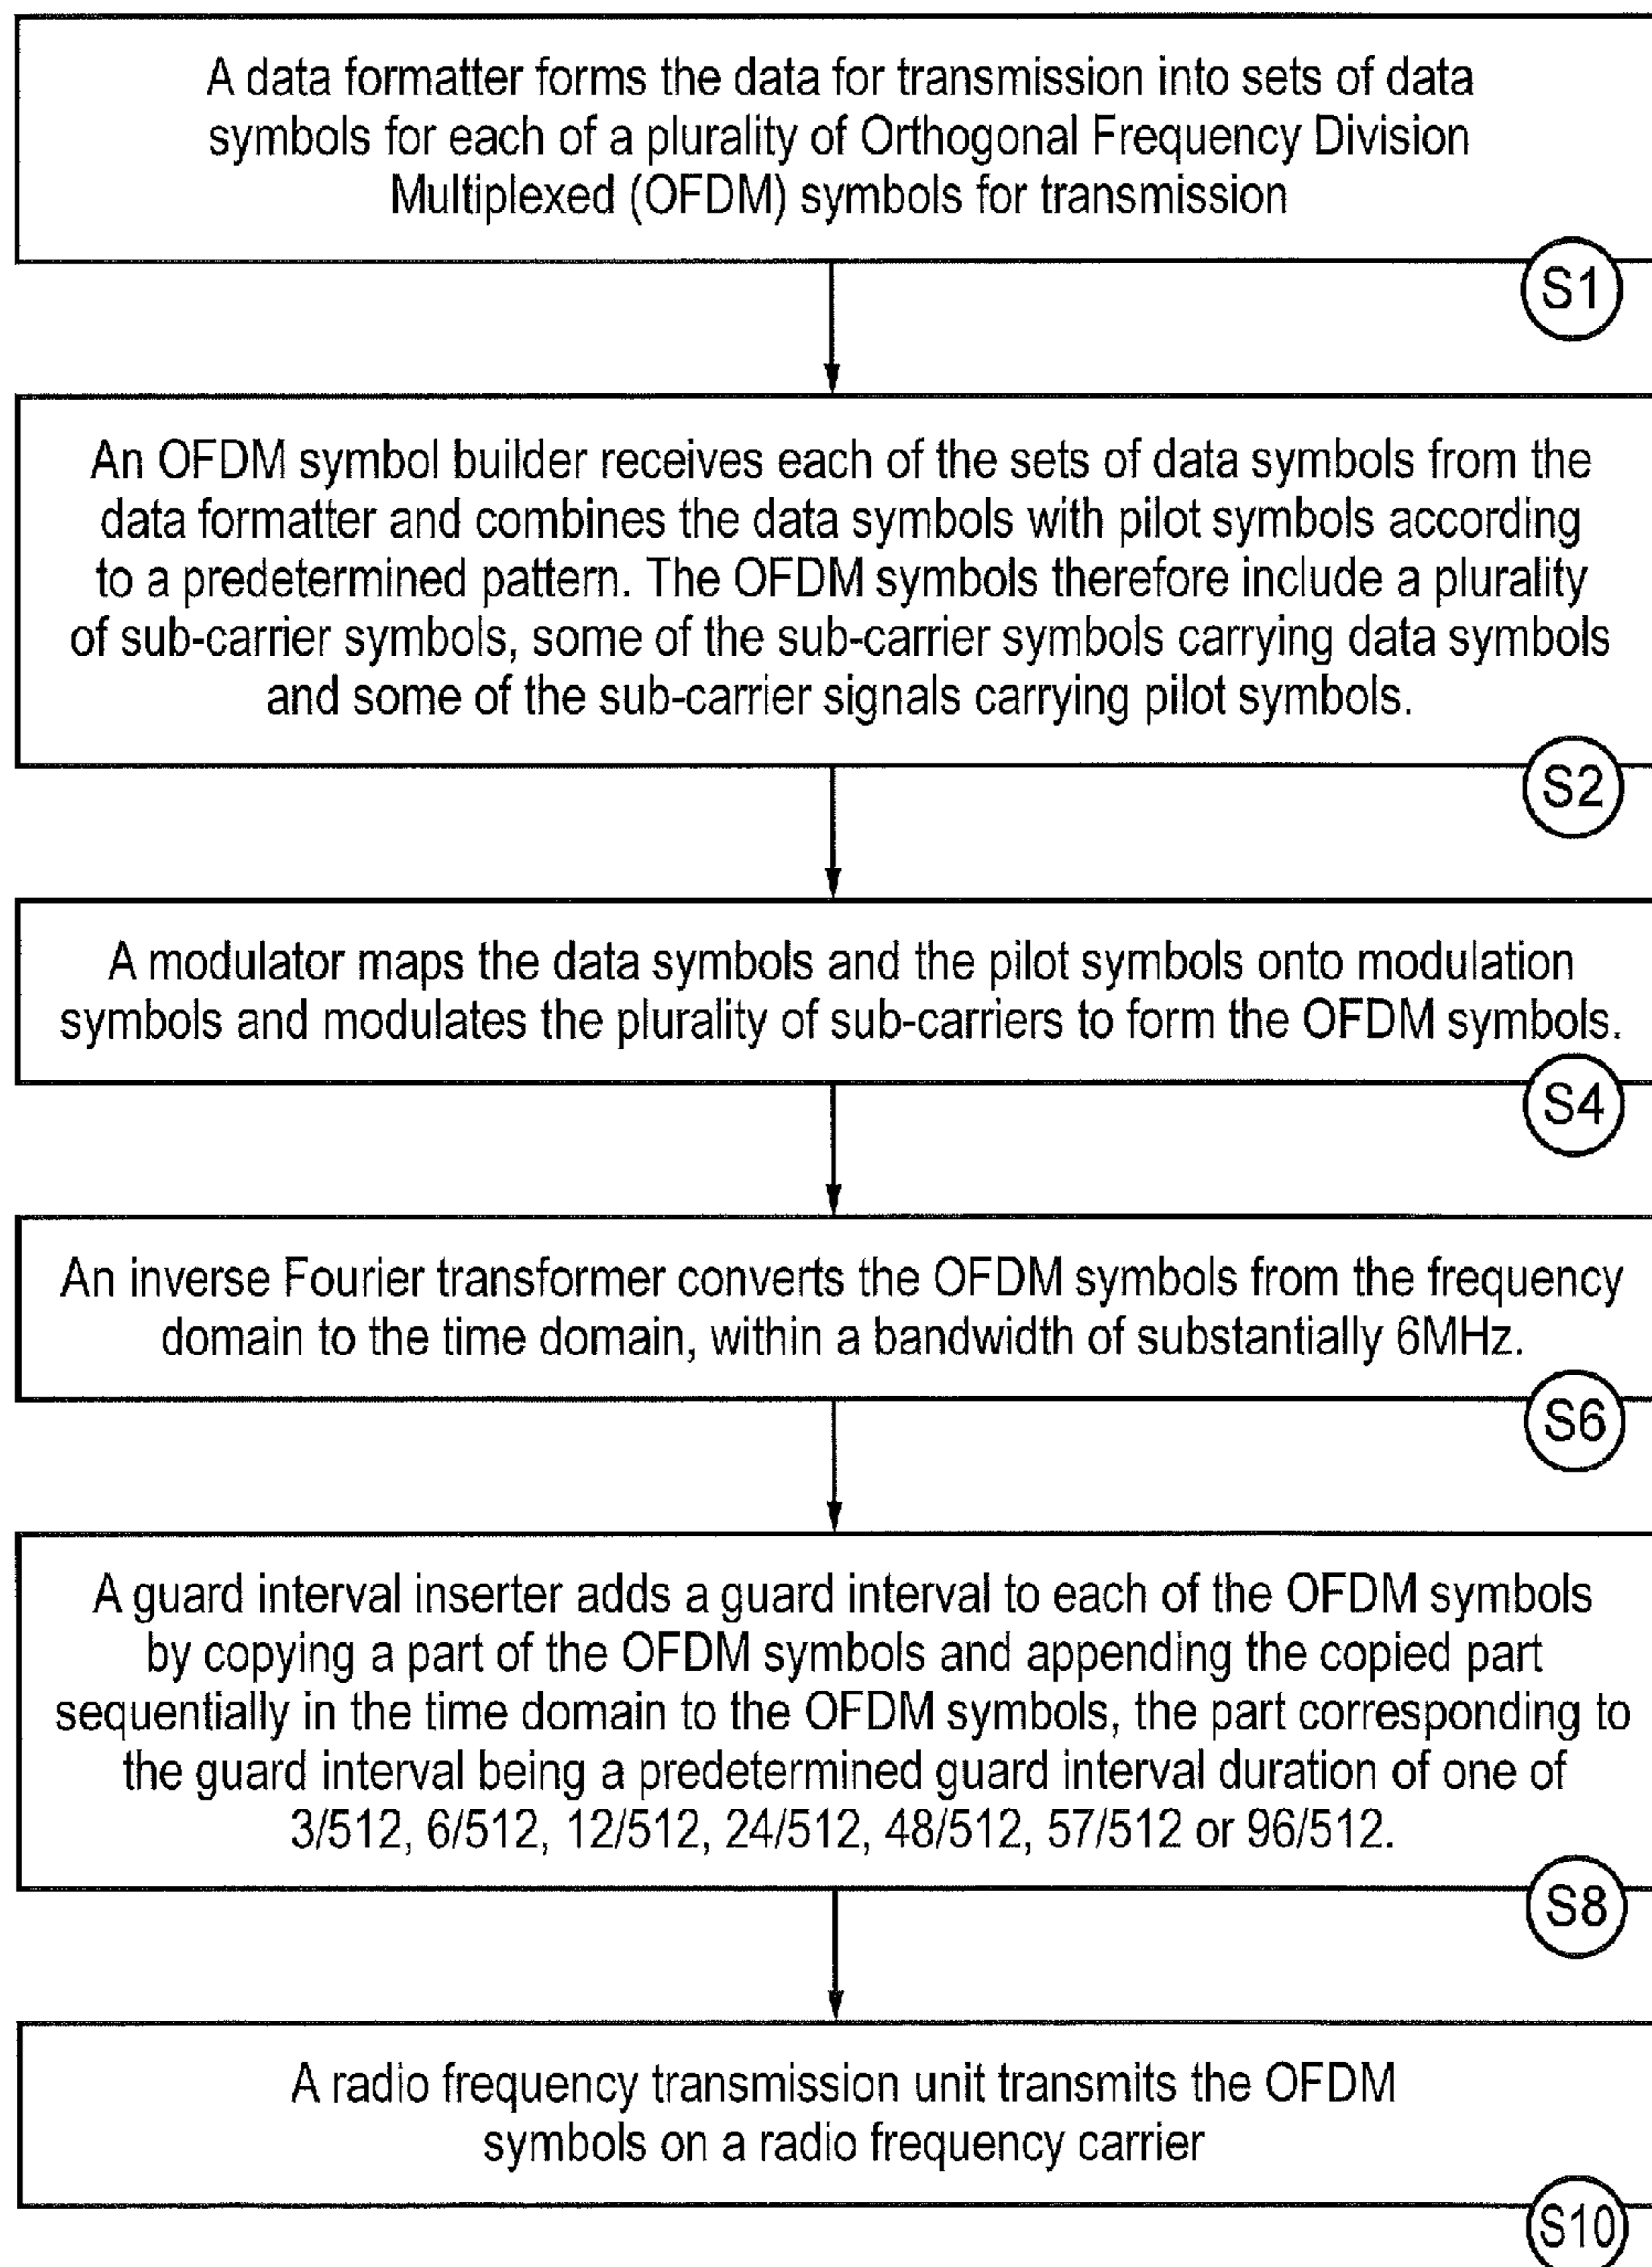 A data formatter forms the data for transmission into sets of data
symbols for each of a plurality of Orthogonal Frequency Division
Multiplexed (OFDM) symbols for transmission
S1
An OFDM symbol builder receives each of the sets of data symbols from the
data formatter and combines the data symbols with pilot symbols according
to a predetermined pattern. The OFDM symbols therefore include a plurality
of sub-carrier symbols, some of the sub-carrier symbols carrying data symbols
and some of the sub-carrier signals carrying pilot symbols.
S2
A modulator maps the data symbols and the pilot symbols onto modulation
symbols and modulates the plurality of sub-carriers to form the OFDM symbols.
S4
An inverse Fourier transformer converts the OFDM symbols from the frequency
domain to the time domain, within a bandwidth of substantially 6MHz.
S6
A guard interval inserter adds a guard interval to each of the OFDM symbols
by copying a part of the OFDM symbols and appending the copied part
sequentially in the time domain to the OFDM symbols, the part corresponding to
the guard interval being a predetermined guard interval duration of one of
3/512, 6/512, 12/512, 24/512, 48/512, 57/512 or 96/512.
S8
A radio frequency transmission unit transmits the OFDM
symbols on a radio frequency carrier
S10